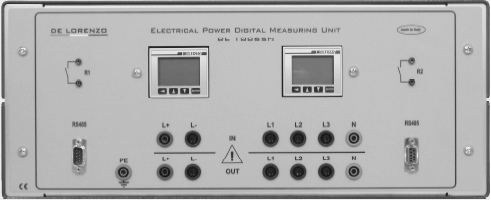 DE LORENZO ELECTRICAL POWER DIGITAL MEASURING UNIT
R1 R2
RS485 L+ L- L1 L2 L3 N RS485
IN
PE L+ L- L1 L2 L3 N
OUT
CE